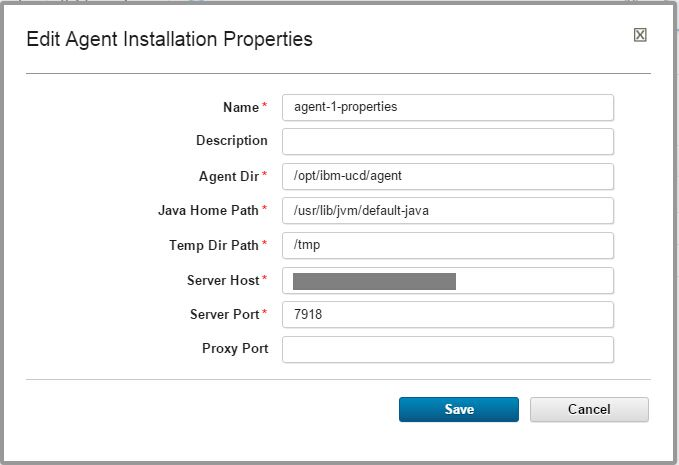 Edit Agent Installation Properties
Name * agent-1-properties
Description
Agent Dir * /opt/ibm-ucd/agent
Java Home Path * /usr/lib/jvm/default-java
Temp Dir Path * /tmp
Server Host *
Server Port * 7918
Proxy Port
Save Cancel